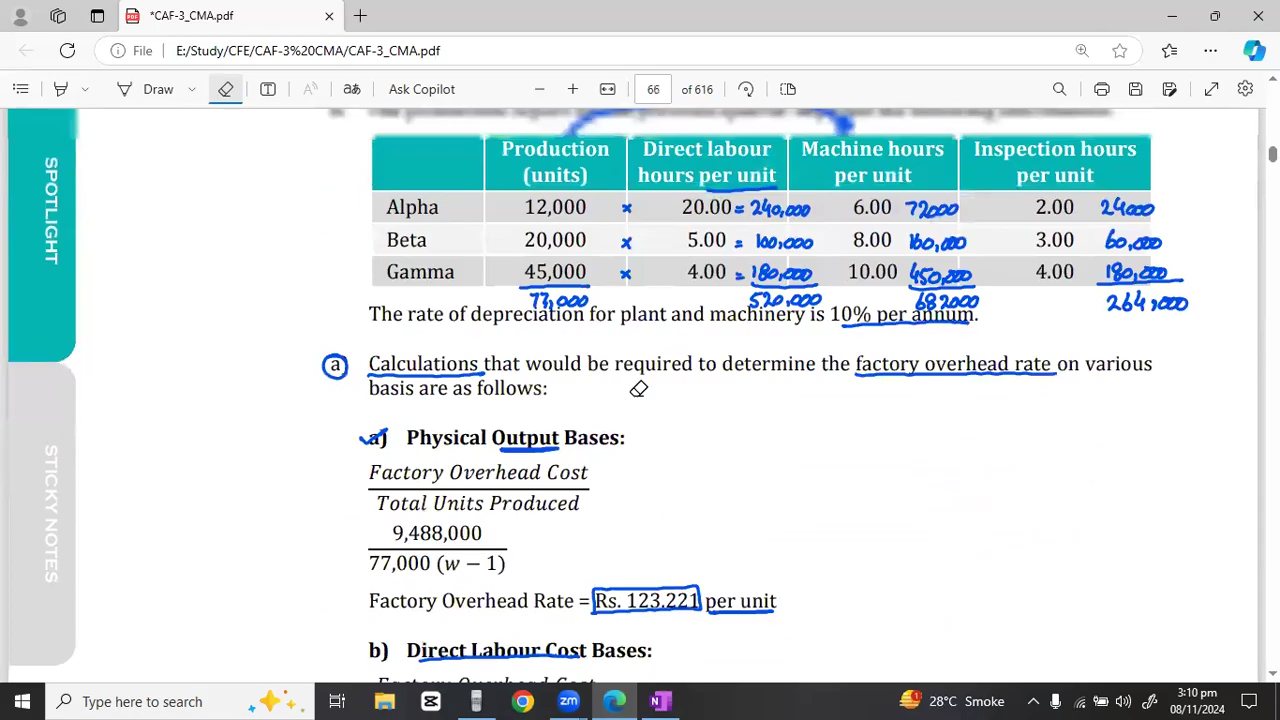 *CAF-3_CMA.pdf
File E:/Study/CFE/CAF-3%20CMA/CAF-3_CMA.pdf
Draw Ask Copilot 66 of 616
SPOTLIGHT
STICKY NOTES
Production (units) Direct labour hours per unit Machine hours per unit Inspection hours per unit
Alpha 12,000 × 20.00 = 240,000 6.00 72000 2.00 24000
Beta 20,000 × 5.00 = 100,000 8.00 160,000 3.00 60,000
Gamma 45,000 × 4.00 = 180,000 10.00 450,000 4.00 180,000
77,000 520,000 682000 264,000
The rate of depreciation for plant and machinery is 10% per annum.
a Calculations that would be required to determine the factory overhead rate on various
basis are as follows:
a) Physical Output Bases:
Factory Overhead Cost
Total Units Produced
9,488,000
77,000 (w − 1)
Factory Overhead Rate = Rs. 123.221 per unit
b) Direct Labour Cost Bases:
Factory Overhead Cost
Type here to search
28°C Smoke
3:10 pm
08/11/2024